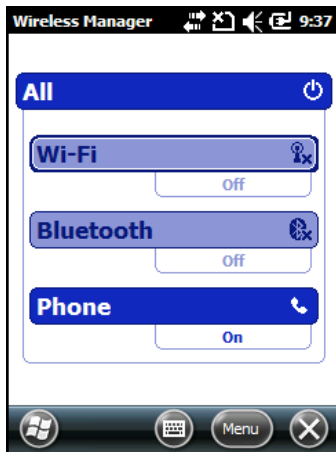 Wireless Manager 9:37
All
Wi-Fi
Off
Bluetooth
Off
Phone
On
Menu